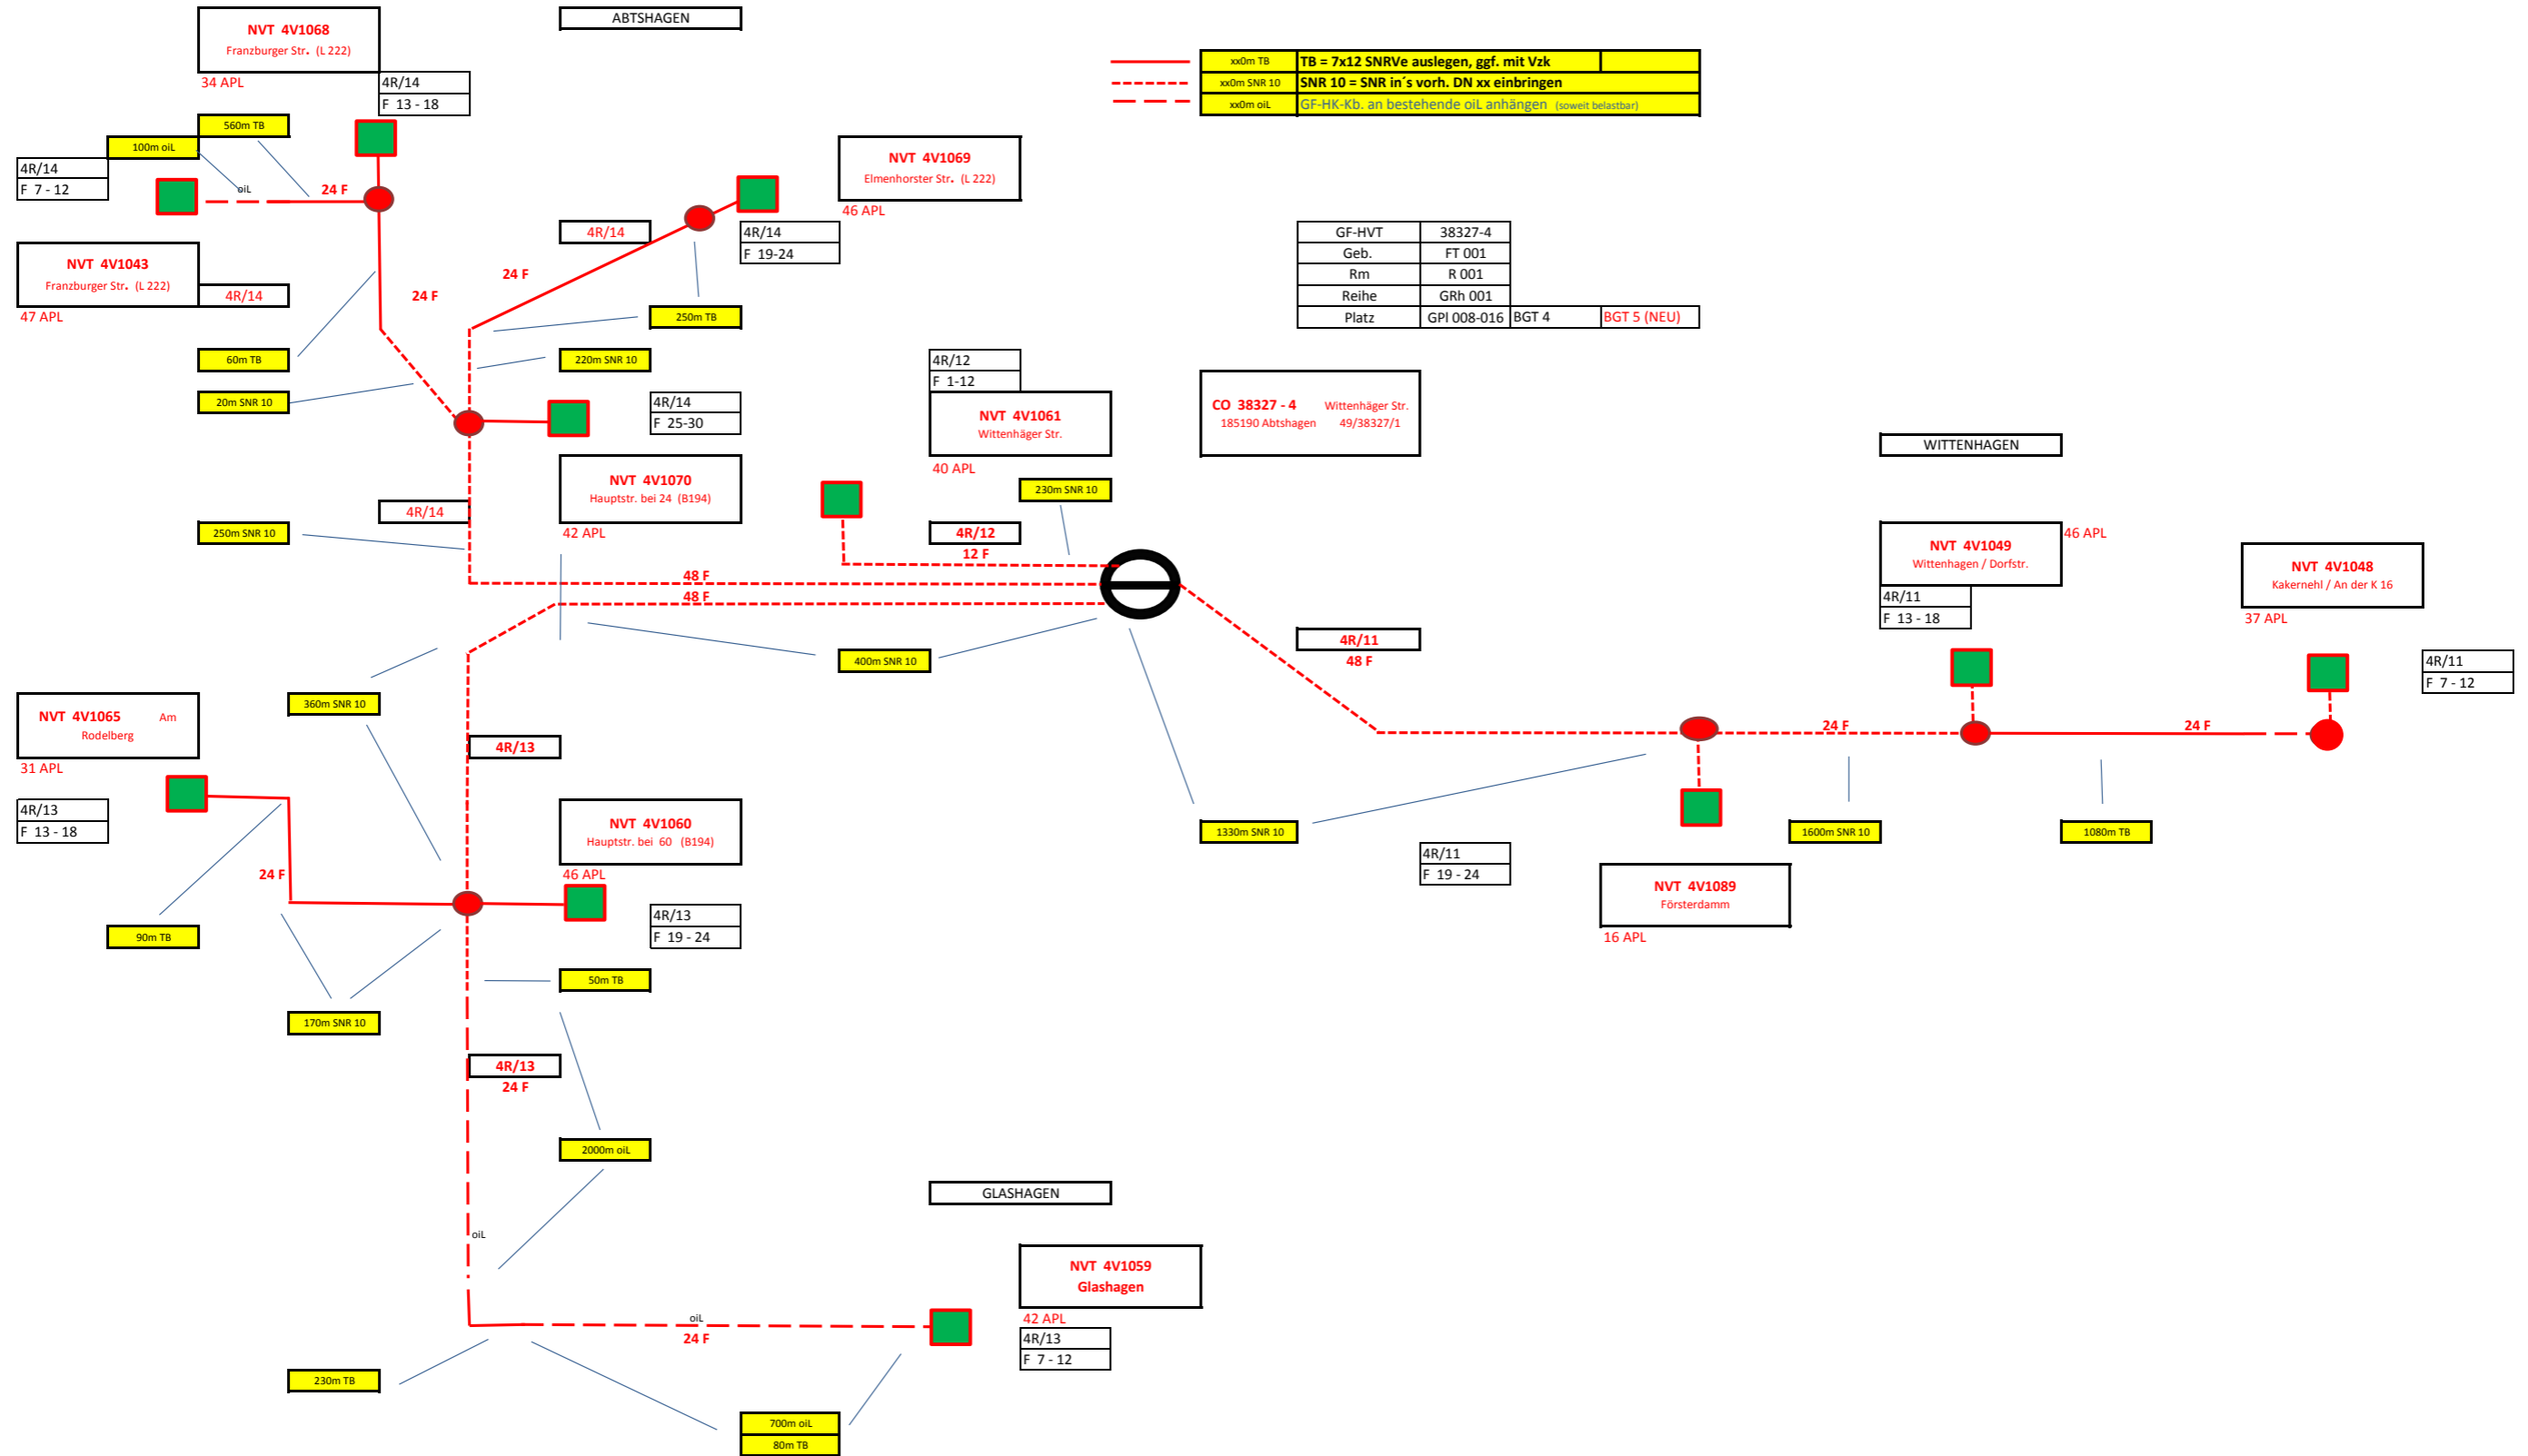 NVT 4V1068
Franzburger Str. (L 222)
34 APL
ABTSHAGEN
4R/14
F 13 - 18
xx0m TB
TB = 7x12 SNRVe auslegen, ggf. mit Vzk
xx0m SNR 10
SNR 10 = SNR in´s vorh. DN xx einbringen
xx0m oiL
GF-HK-Kb. an bestehende oiL anhängen (soweit belastbar)
560m TB
100m oiL
4R/14
F 7 - 12
oiL
24 F
NVT 4V1069
Elmenhorster Str. (L 222)
46 APL
4R/14
4R/14
F 19-24
NVT 4V1043
Franzburger Str. (L 222)
4R/14
47 APL
24 F
24 F
250m TB
GF-HVT 38327-4
Geb. FT 001
Rm R 001
Reihe GRh 001
Platz GPl 008-016 BGT 4 BGT 5 (NEU)
60m TB
220m SNR 10
20m SNR 10
4R/14
F 25-30
4R/12
F 1-12
NVT 4V1061
Wittenhäger Str.
40 APL
CO 38327 - 4 Wittenhäger Str.
185190 Abtshagen 49/38327/1
WITTENHAGEN
NVT 4V1070
Hauptstr. bei 24 (B194)
42 APL
230m SNR 10
4R/14
250m SNR 10
4R/12
12 F
48 F
48 F
NVT 4V1049
Wittenhagen / Dorfstr.
46 APL
4R/11
F 13 - 18
NVT 4V1048
Kakernehl / An der K 16
37 APL
4R/11
F 7 - 12
4R/11
48 F
400m SNR 10
360m SNR 10
NVT 4V1065 Am
Rodelberg
31 APL
4R/13
24 F
24 F
4R/13
F 13 - 18
NVT 4V1060
Hauptstr. bei 60 (B194)
46 APL
1330m SNR 10
1600m SNR 10
1080m TB
4R/11
F 19 - 24
NVT 4V1089
Försterdamm
16 APL
24 F
4R/13
F 19 - 24
90m TB
50m TB
170m SNR 10
4R/13
24 F
2000m oiL
GLASHAGEN
oiL
NVT 4V1059
Glashagen
42 APL
4R/13
F 7 - 12
oiL
24 F
230m TB
700m oiL
80m TB